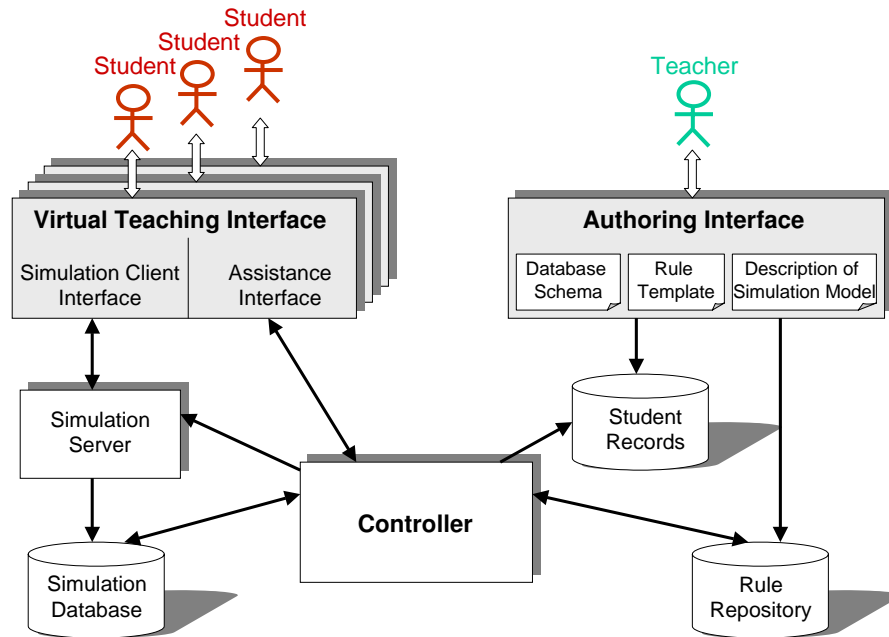 Student
Student
Student
Teacher
Virtual Teaching Interface
Simulation Client
Interface
Assistance
Interface
Authoring Interface
Database
Schema
Rule
Template
Description of
Simulation Model
Simulation
Server
Student
Records
Controller
Simulation
Database
Rule
Repository